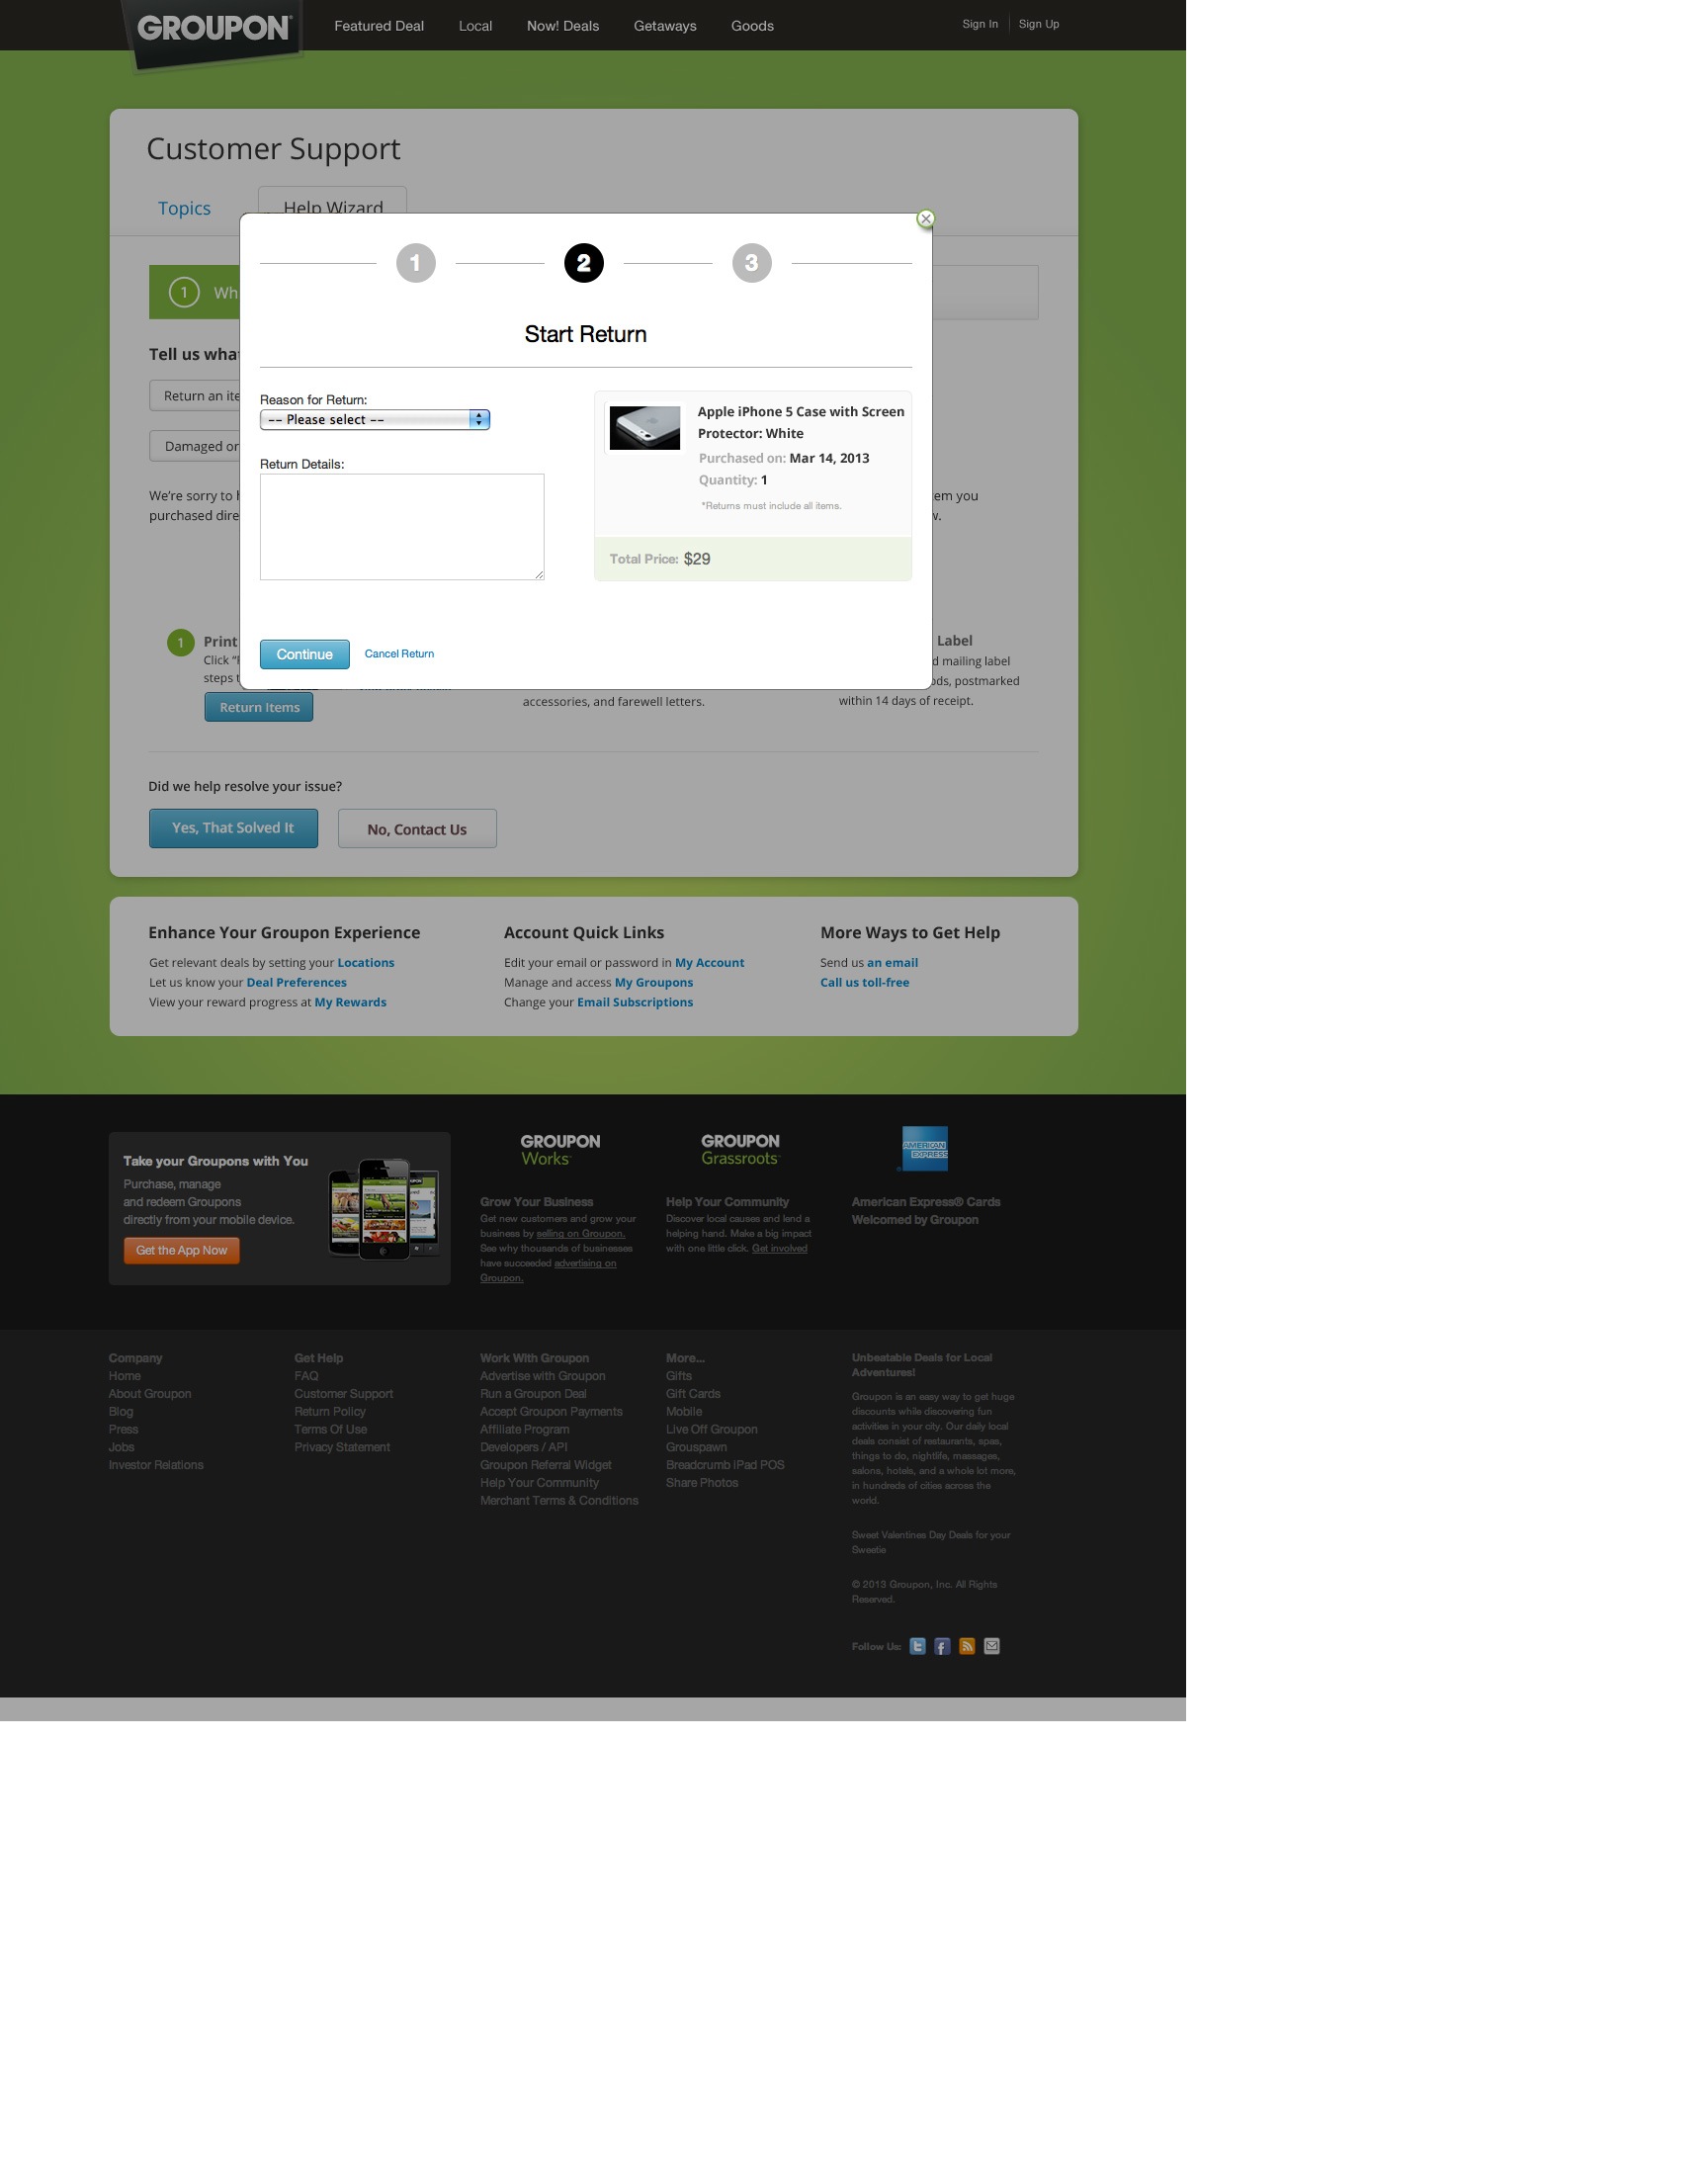 GROUPON
Featured Deal
Local
Now! Deals
Getaways
Goods
Sign In
Sign Up
Customer Support
Topics
Help Wizard
1
2
3
1 Wh
Start Return
Tell us what
Return an ite
Damaged or
Reason for Return:
-- Please select --
Return Details:
Apple iPhone 5 Case with Screen
Protector: White
Purchased on: Mar 14, 2013
Quantity: 1
*Returns must include all items.
Total Price: $29
We're sorry to
em you
purchased dire
w.
Continue
Cancel Return
1 Print
Click
steps
Return Items
accessories, and farewell letters.
Label
d mailing label
ods, postmarked
within 14 days of receipt.
Did we help resolve your issue?
Yes, That Solved It
No, Contact Us
Enhance Your Groupon Experience
Get relevant deals by setting your Locations
Let us know your Deal Preferences
View your reward progress at My Rewards
Account Quick Links
Edit your email or password in My Account
Manage and access My Groupons
Change your Email Subscriptions
More Ways to Get Help
Send us an email
Call us toll-free
Take your Groupons with You
Purchase, manage
and redeem Groupons
directly from your mobile device.
Get the App Now
GROUPON
Works
Grow Your Business
Get new customers and grow your
business by selling on Groupon.
See why thousands of businesses
have succeeded advertising on
Groupon.
GROUPON
Grassroots
Help Your Community
Discover local causes and lend a
helping hand. Make a big impact
with one little click. Get involved
AMERICAN
EXPRESS
American Express® Cards
Welcomed by Groupon
Company
Home
About Groupon
Blog
Press
Jobs
Investor Relations
Get Help
FAQ
Customer Support
Return Policy
Terms Of Use
Privacy Statement
Work With Groupon
Advertise with Groupon
Run a Groupon Deal
Accept Groupon Payments
Affiliate Program
Developers / API
Groupon Referral Widget
Help Your Community
Merchant Terms & Conditions
More...
Gifts
Gift Cards
Mobile
Live Off Groupon
Grouspawn
Breadcrumb iPad POS
Share Photos
Unbeatable Deals for Local
Adventures!
Groupon is an easy way to get huge
discounts while discovering fun
activities in your city. Our daily local
deals consist of restaurants, spas,
things to do, nightlife, massages,
salons, hotels, and a whole lot more,
in hundreds of cities across the
world.
Sweet Valentines Day Deals for your
Sweetie
© 2013 Groupon, Inc. All Rights
Reserved.
Follow Us: